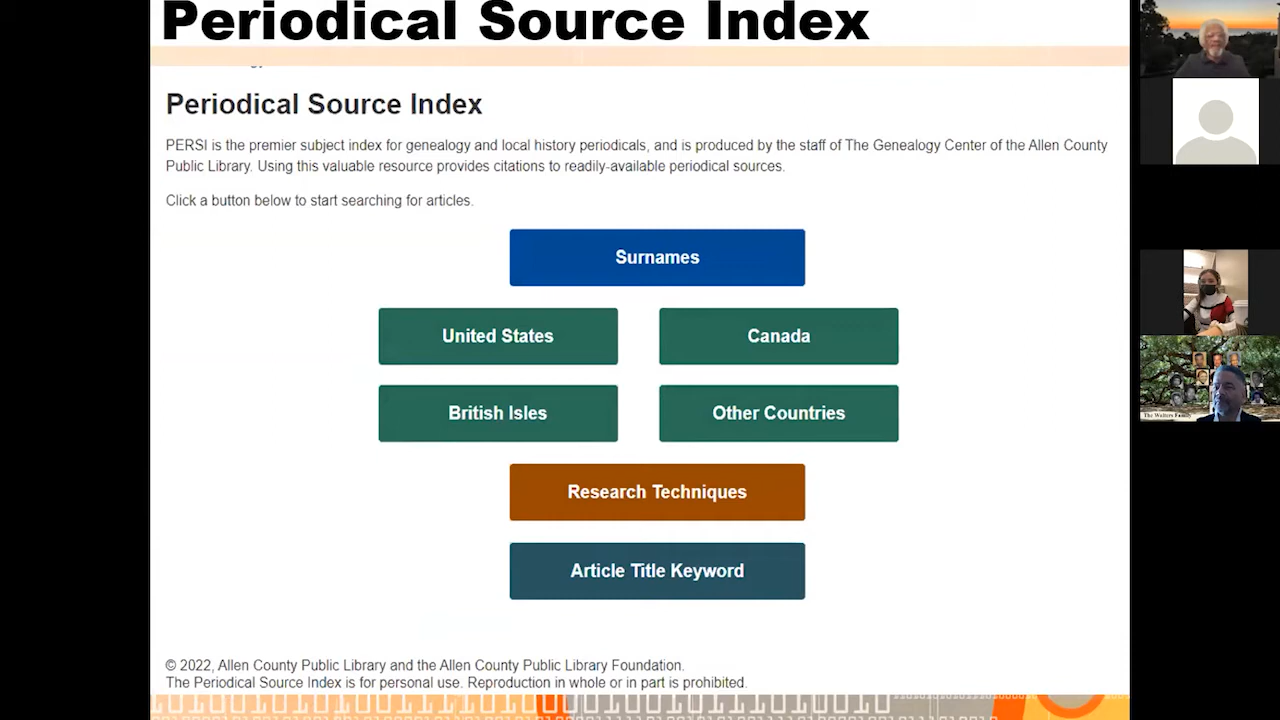 Periodical Source Index
Periodical Source Index
PERSI is the premier subject index for genealogy and local history periodicals, and is produced by the staff of The Genealogy Center of the Allen County
Public Library. Using this valuable resource provides citations to readily-available periodical sources.
Click a button below to start searching for articles.
Surnames
United States
Canada
British Isles
Other Countries
Research Techniques
Article Title Keyword
© 2022, Allen County Public Library and the Allen County Public Library Foundation.
The Periodical Source Index is for personal use. Reproduction in whole or in part is prohibited.
The Walters Family